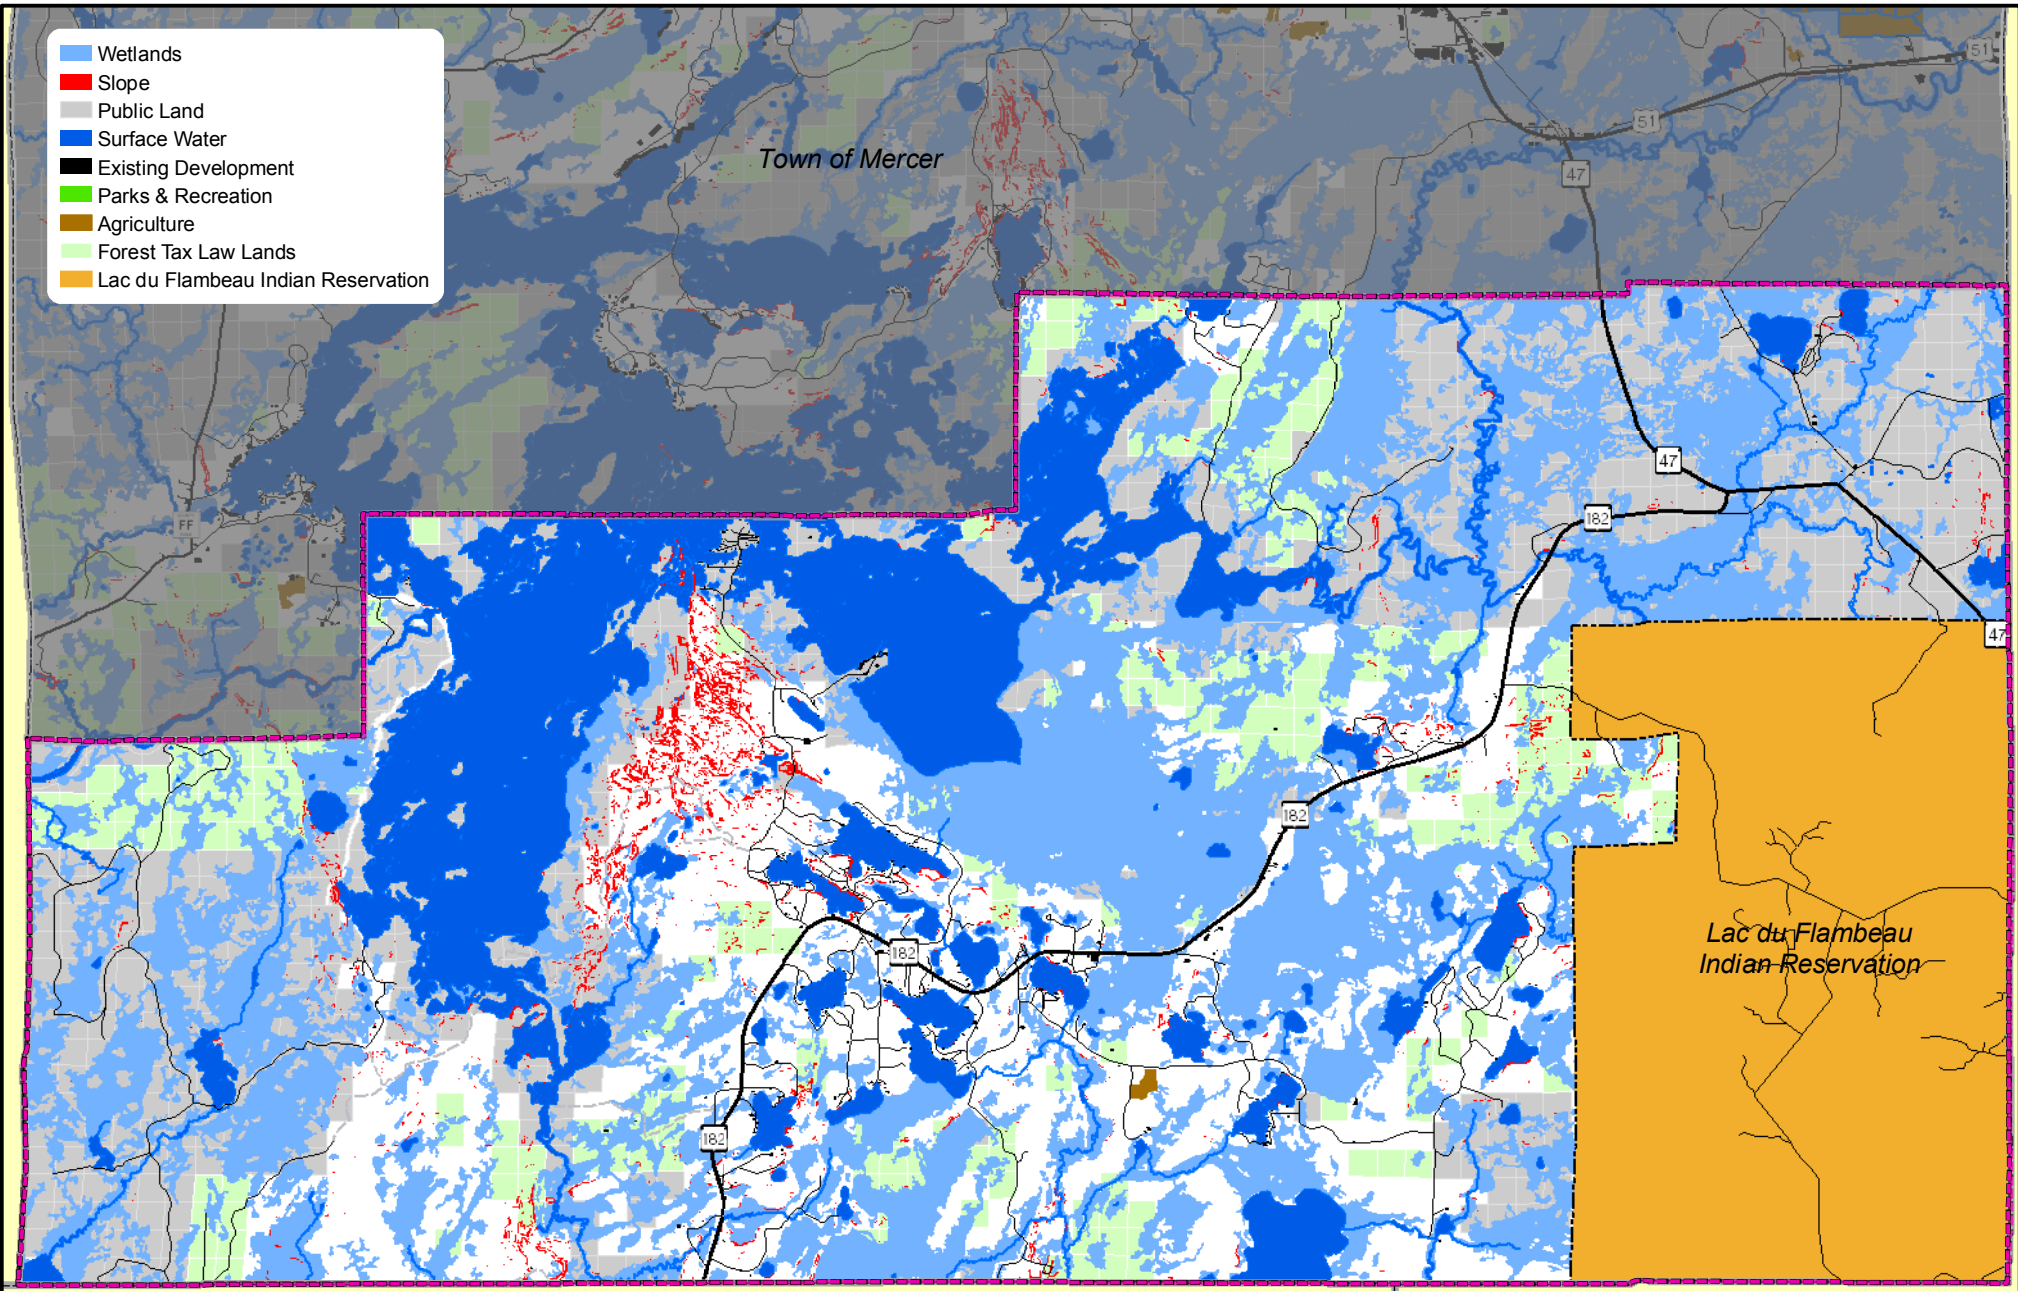 Wetlands
Slope
Public Land
Surface Water
Existing Development
Parks & Recreation
Agriculture
Forest Tax Law Lands
Lac du Flambeau Indian Reservation
Town of Mercer
51
51
47
FF
47
182
47
182
182
182
Lac du Flambeau
Indian Reservation